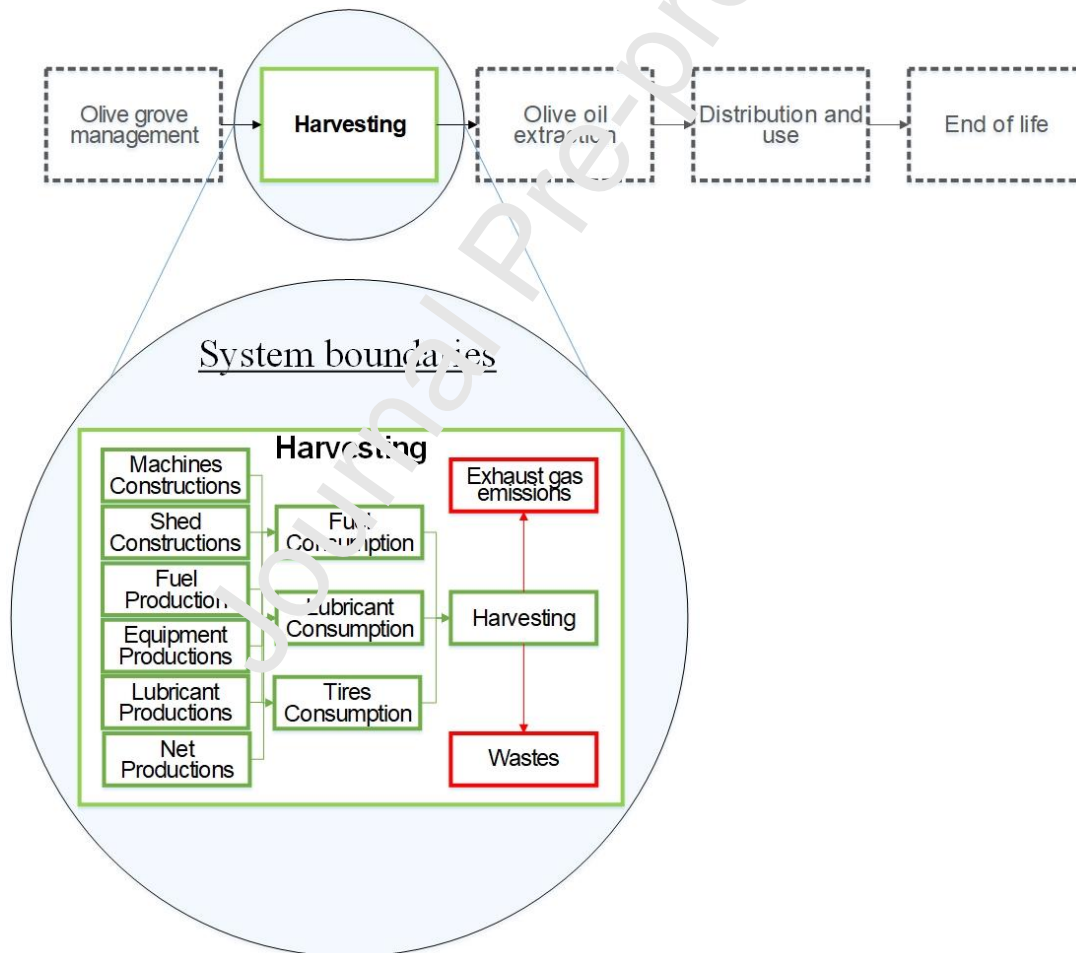 Olive grove
management
Harvesting
Olive oil
extraction
Distribution and
use
End of life
System boundaries
Harvesting
Machines
Constructions
Shed
Constructions
Fuel
Production
Equipment
Productions
Lubricant
Productions
Net
Productions
Fuel
Consumption
Lubricant
Consumption
Tires
Consumption
Exhaust gas
emissions
Harvesting
Wastes
Journal Pre-pro